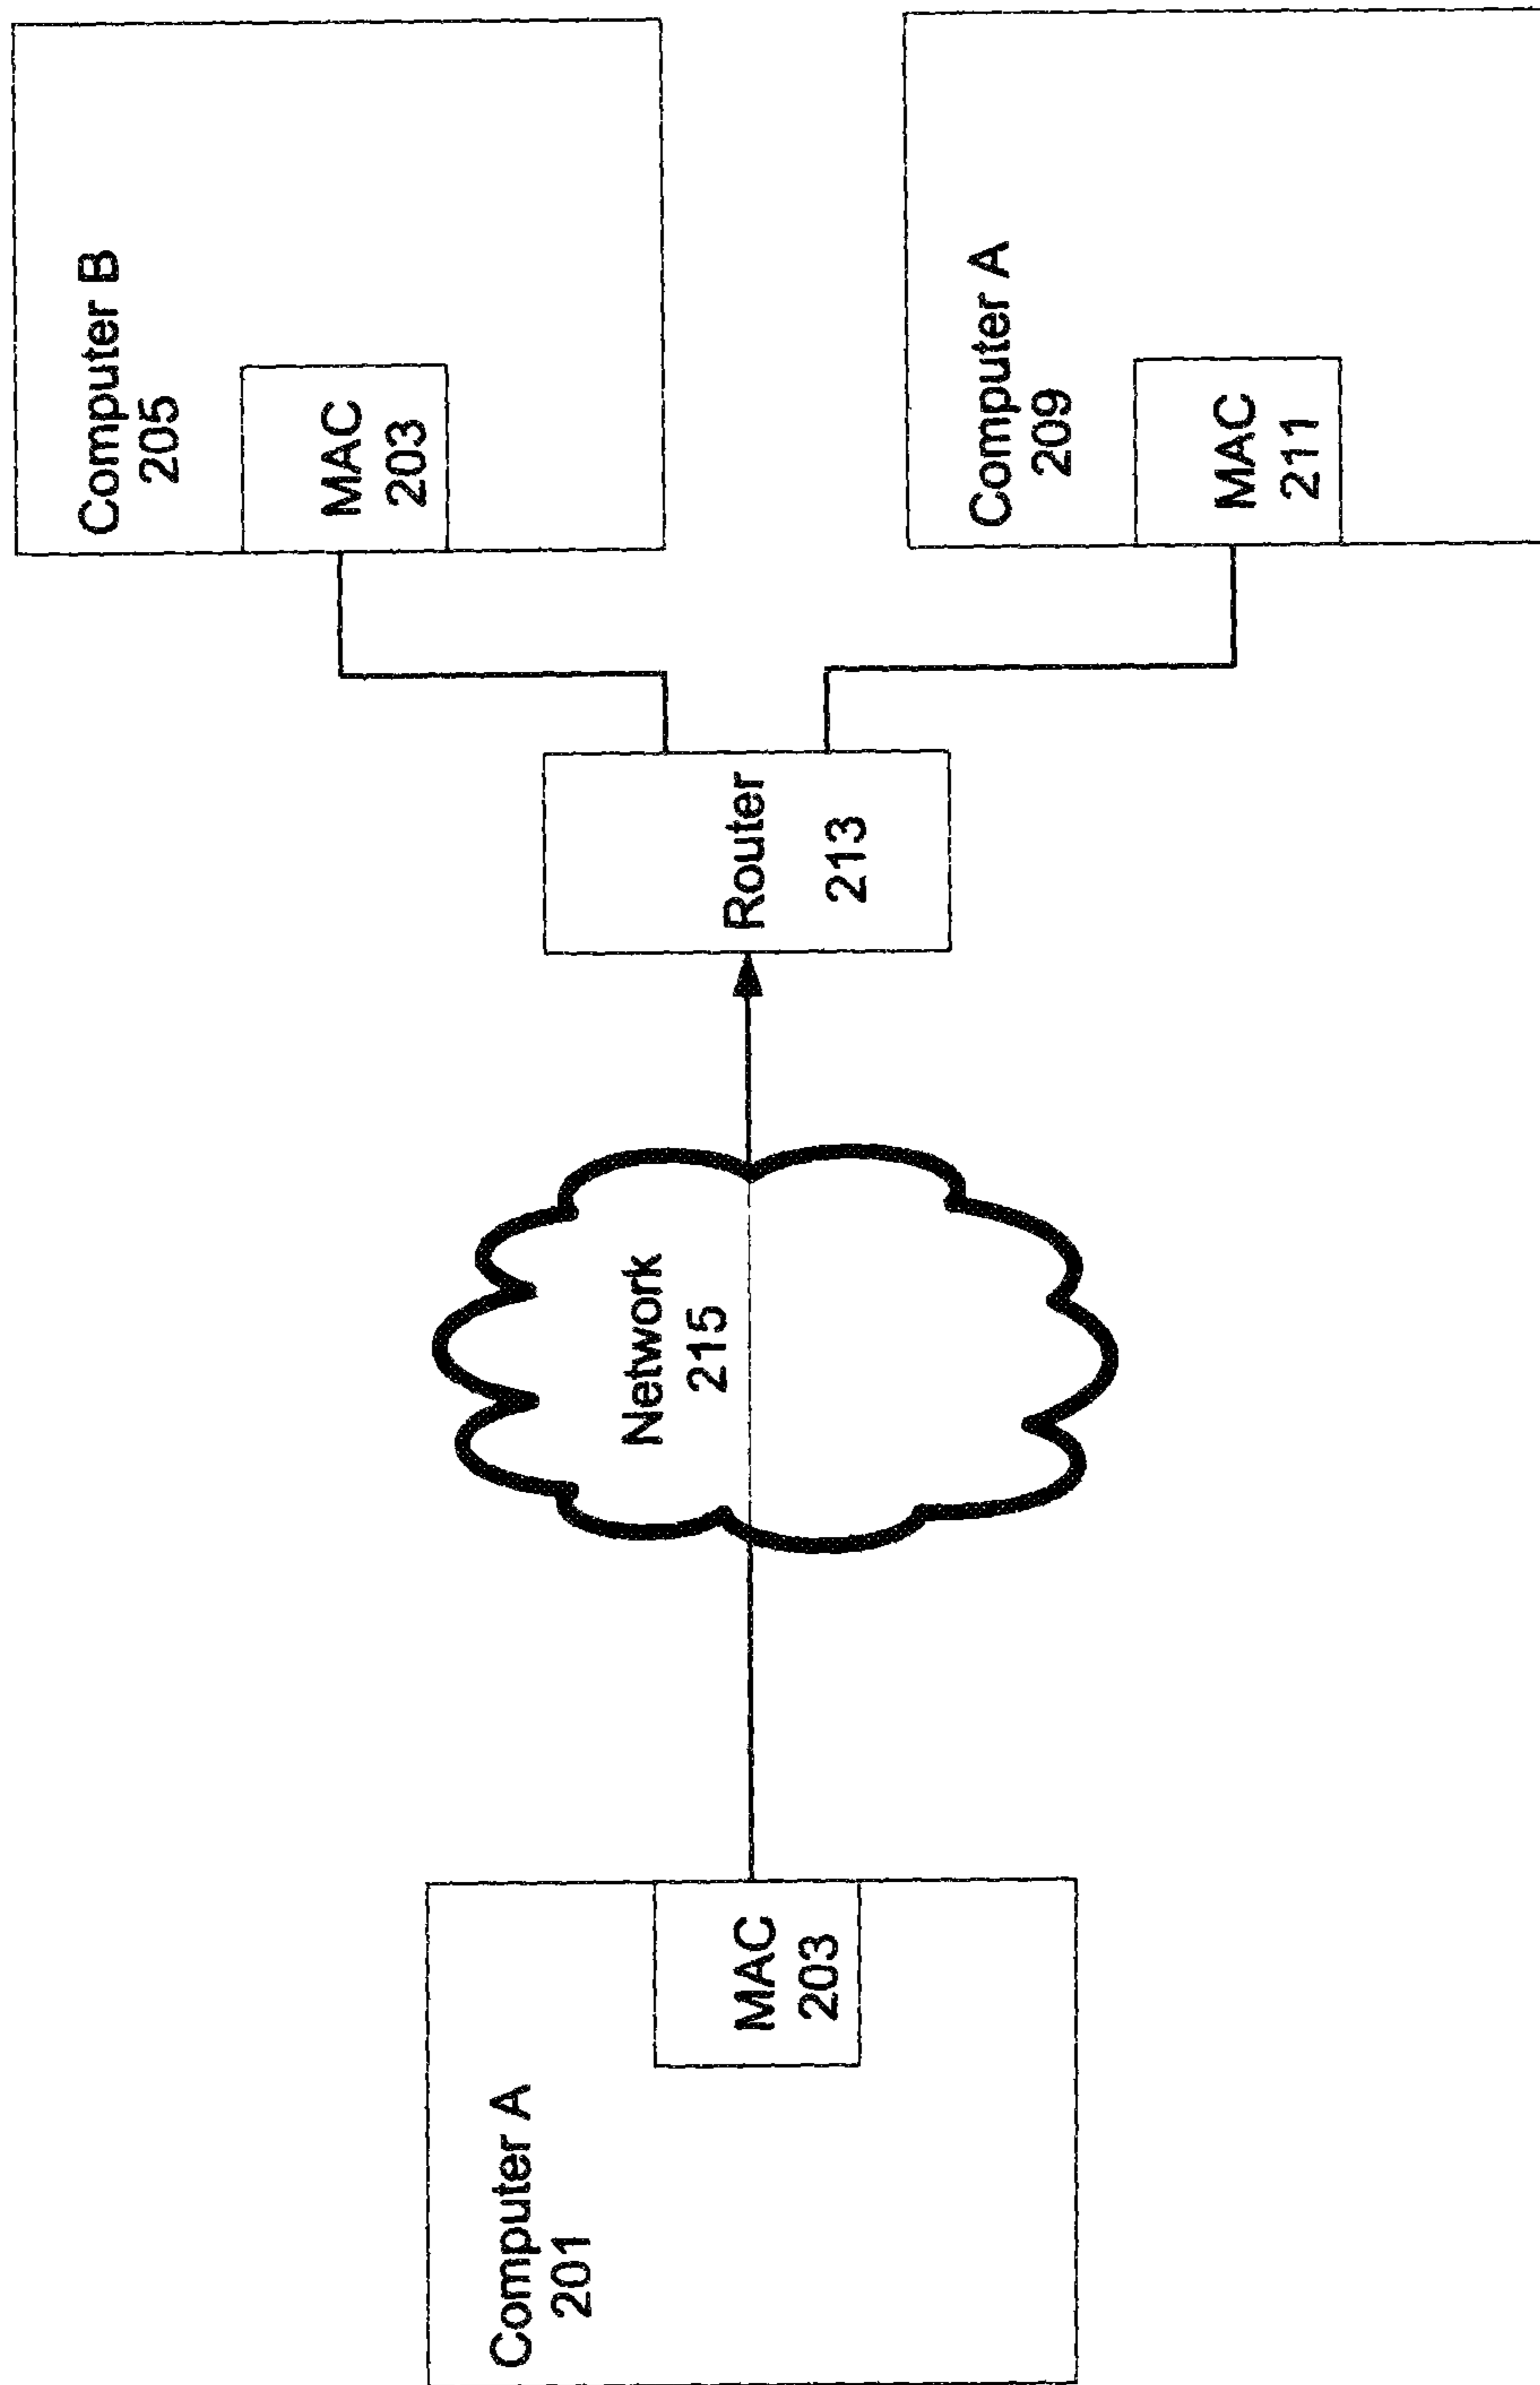 Computer A
201
MAC
203
Network
215
Router
213
Computer B
205
MAC
203
Computer A
209
MAC
211